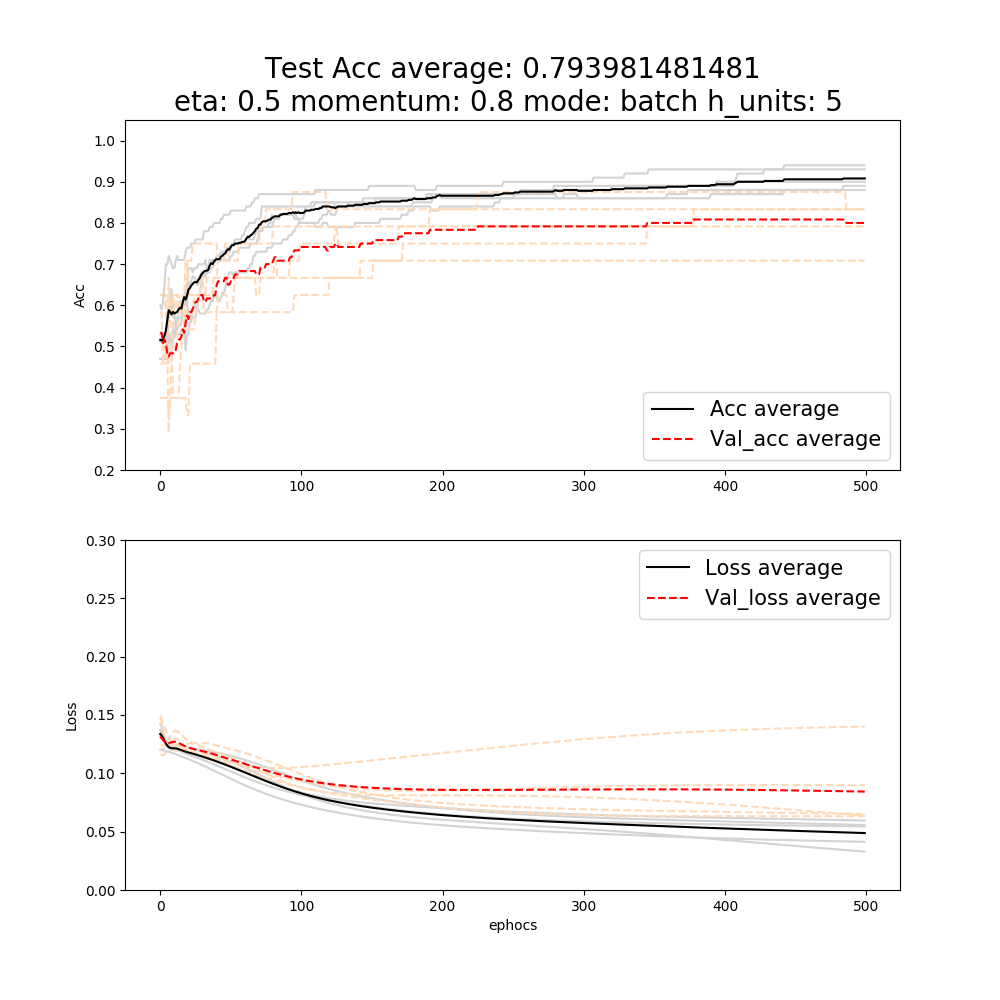 Test Acc average: 0.793981481481
eta: 0.5 momentum: 0.8 mode: batch h_units: 5
1.0
0.9
0.8
0.7
0.6
0.5
0.4
0.3
0.2
Acc
Acc average
Val_acc average
0 100 200 300 400 500
0.30
0.25
0.20
0.15
0.10
0.05
0.00
Loss
Loss average
Val_loss average
0 100 200 300 400 500
ephocs